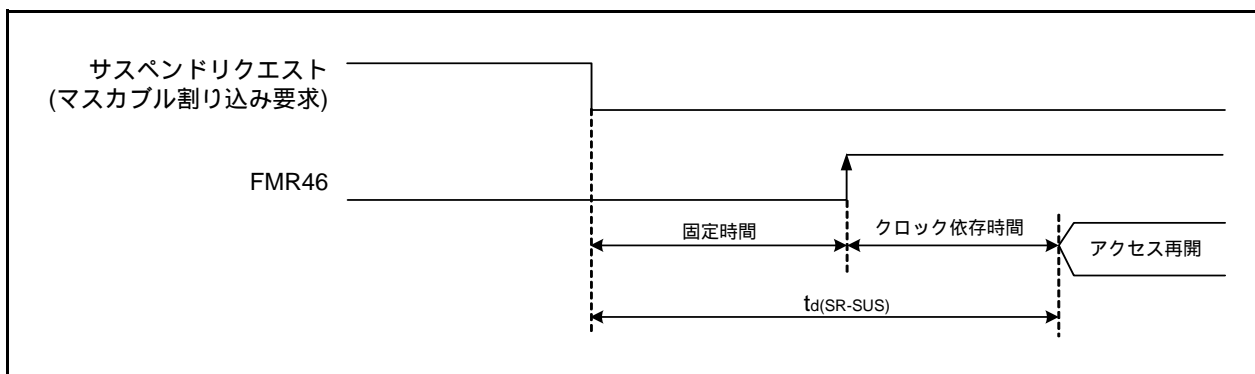 サスペンドリクエスト
(マスカブル割り込み要求)
FMR46
固定時間
クロック依存時間
アクセス再開
td(SR-SUS)